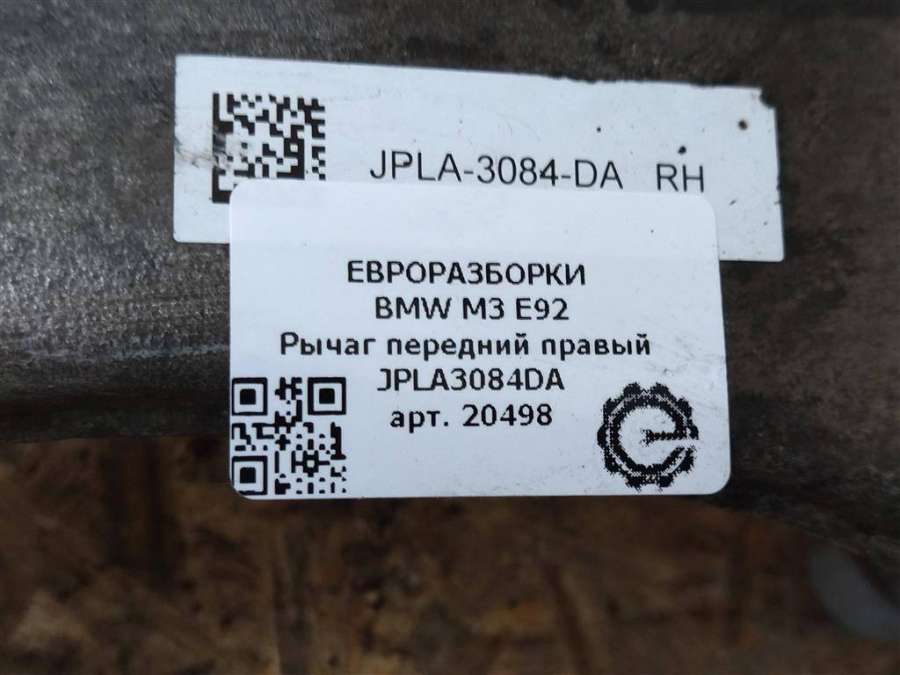 JPLA-3084-DA RH
ЕВРОРАЗБОРКИ
BMW M3 E92
Рычаг передний правый
JPLA3084DA
арт. 20498